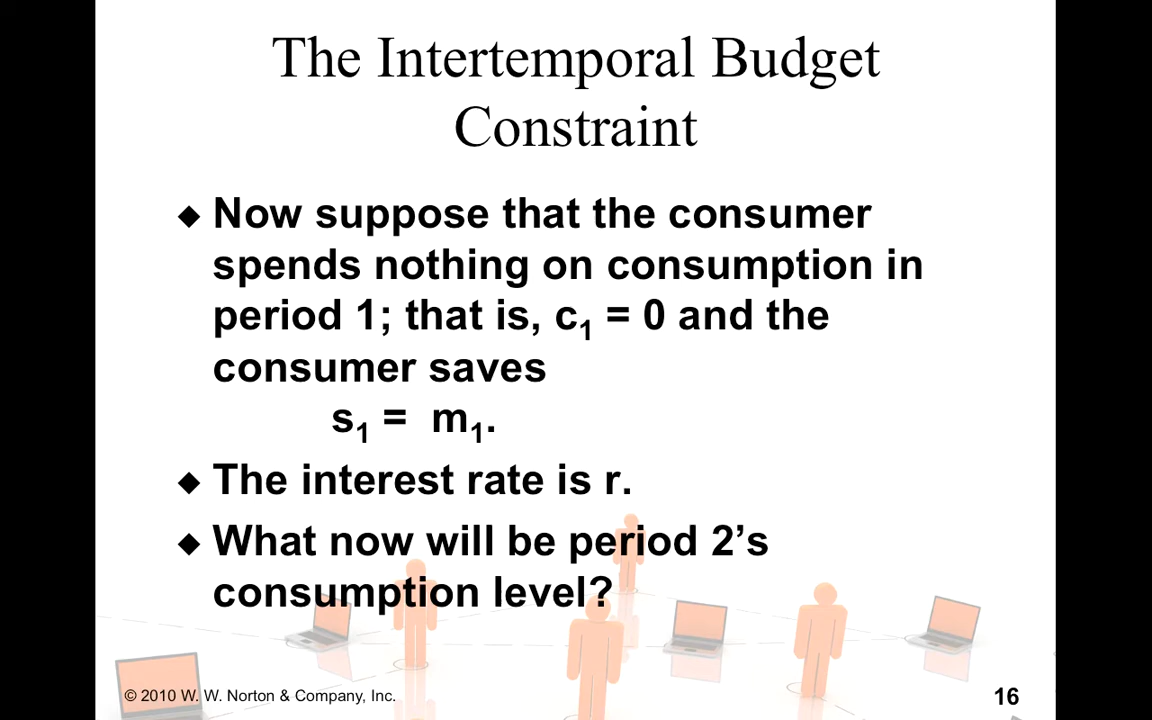 The Intertemporal Budget
Constraint
◆ Now suppose that the consumer
spends nothing on consumption in
period 1; that is, c₁ = 0 and the
consumer saves
s₁ = m₁.
◆ The interest rate is r.
◆ What now will be period 2’s
consumption level?
© 2010 W. W. Norton & Company, Inc.
16